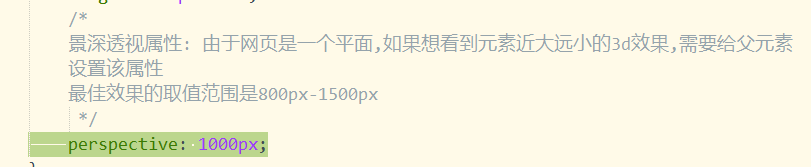 /*
景深透视属性: 由于网页是一个平面,如果想看到元素近大远小的3d效果,需要给父元素
设置该属性
最佳效果的取值范围是800px-1500px
*/
perspective: 1000px;
}